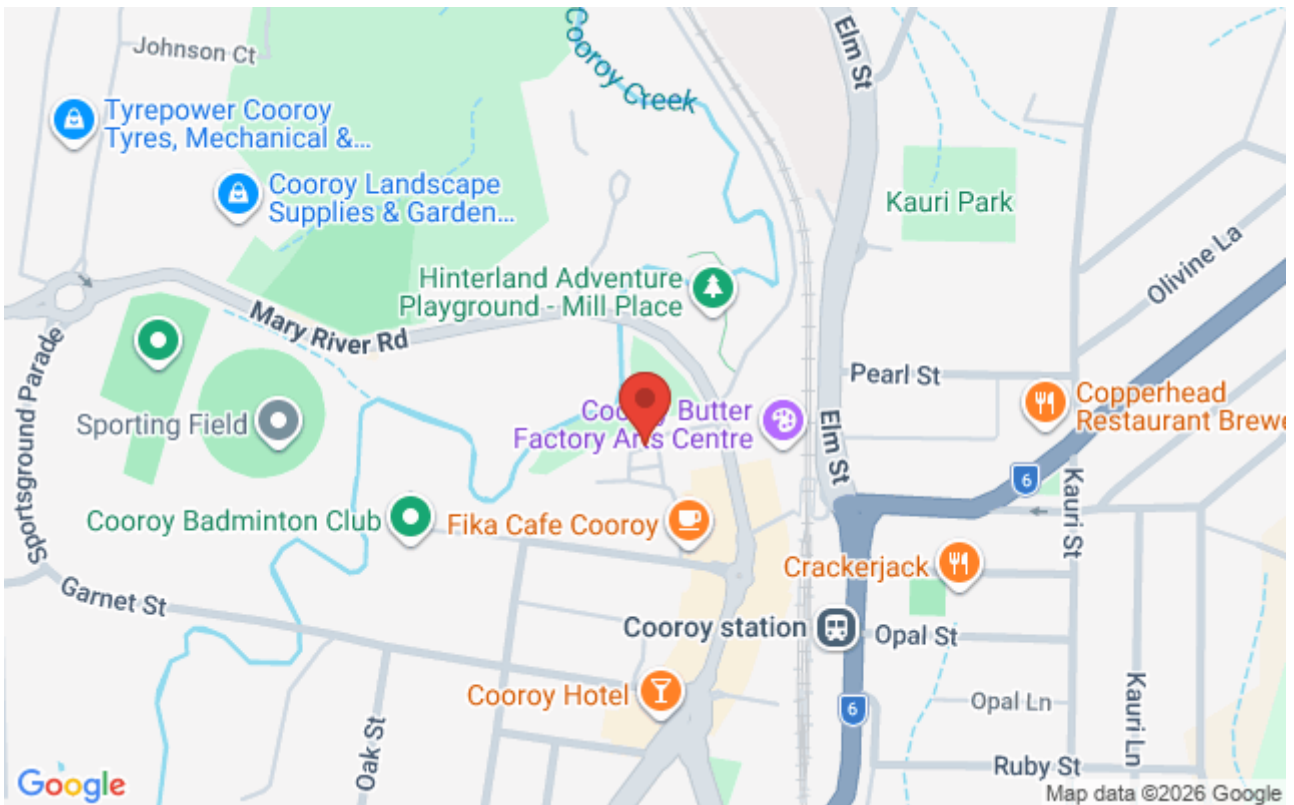 Johnson Ct
Cooroy Creek
Elm St
Tyrepower Cooroy
Tyres, Mechanical &...
Cooroy Landscape
Supplies & Garden...
Kauri Park
Olivine La
Hinterland Adventure
Playground - Mill Place
Mary River Rd
Sportsground Parade
Pearl St
Copperhead
Restaurant Brewe
Sporting Field
Butter
Factory Arts Centre
Elm St
6
Kauri St
Cooroy Badminton Club
Fika Cafe Cooroy
Crackerjack
Garnet St
Cooroy station
Opal St
Cooroy Hotel
6
Opal Ln
Kauri Ln
Oak St
Ruby St
Google
Map data ©2026 Google